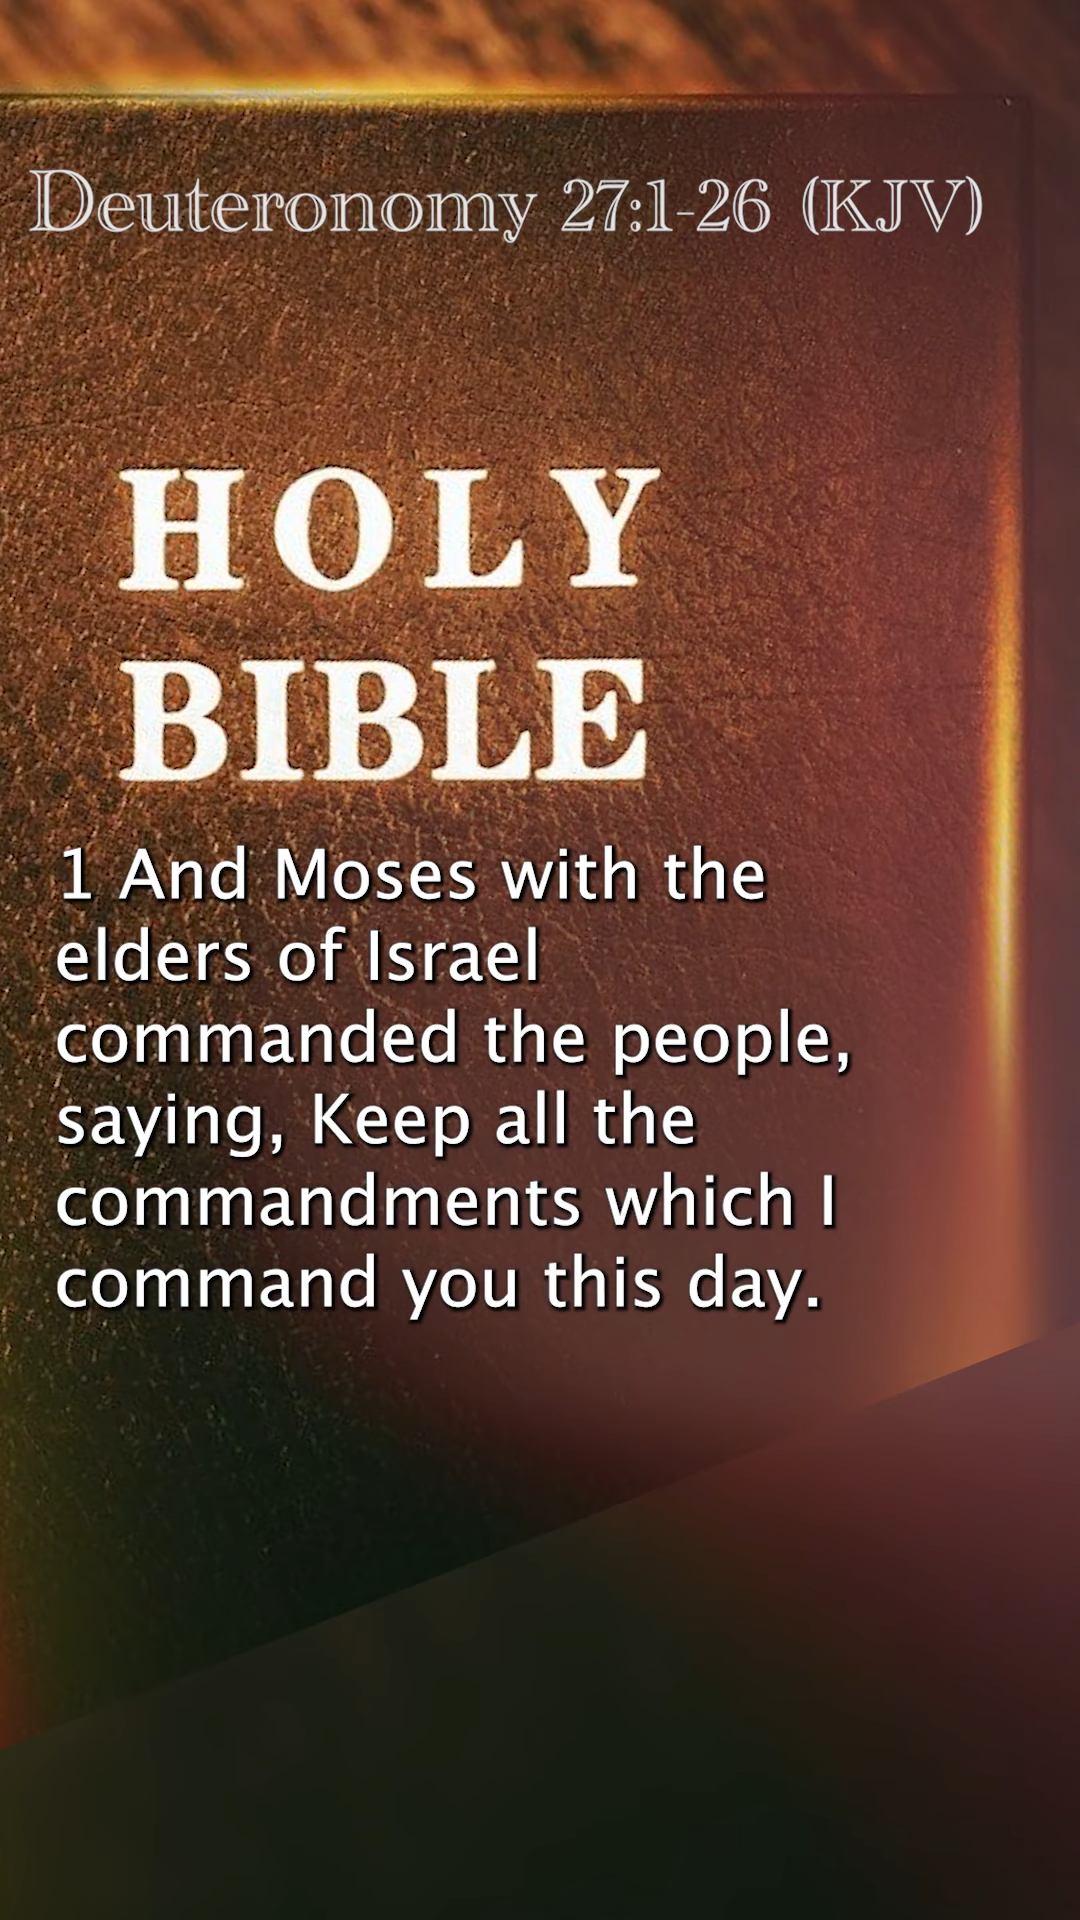 Deuteronomy 27:1-26 (KJV)
HOLY
BIBLE
1 And Moses with the
elders of Israel
commanded the people,
saying, Keep all the
commandments which I
command you this day.